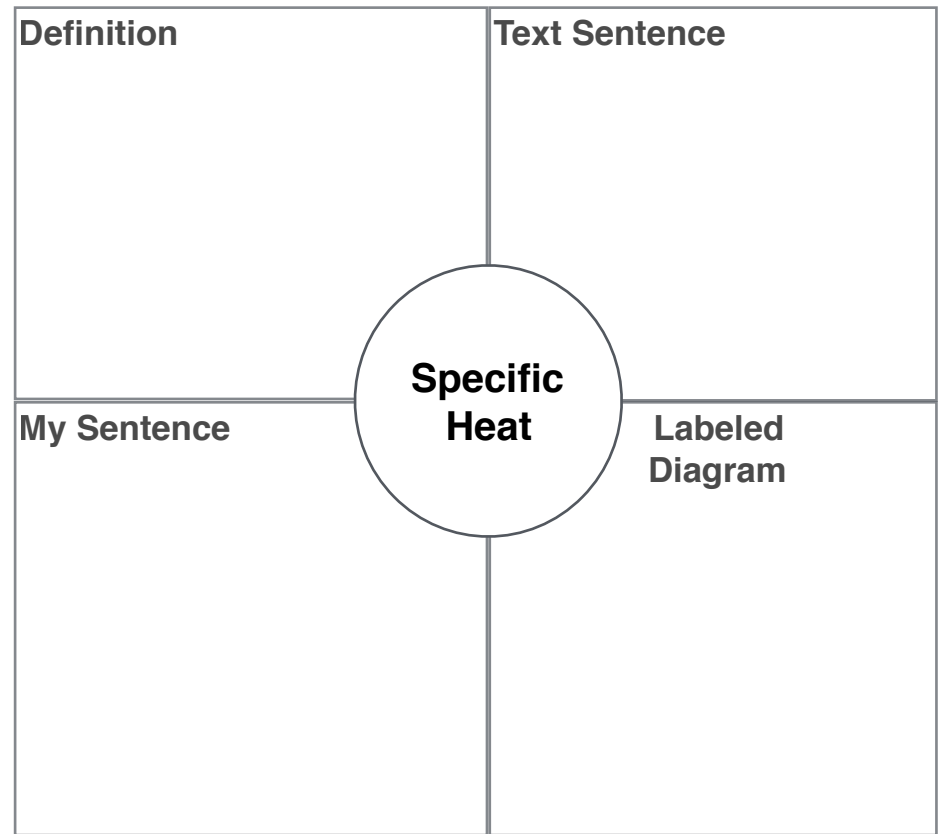 Definition
Text Sentence
Specific
Heat
My Sentence
Labeled
Diagram